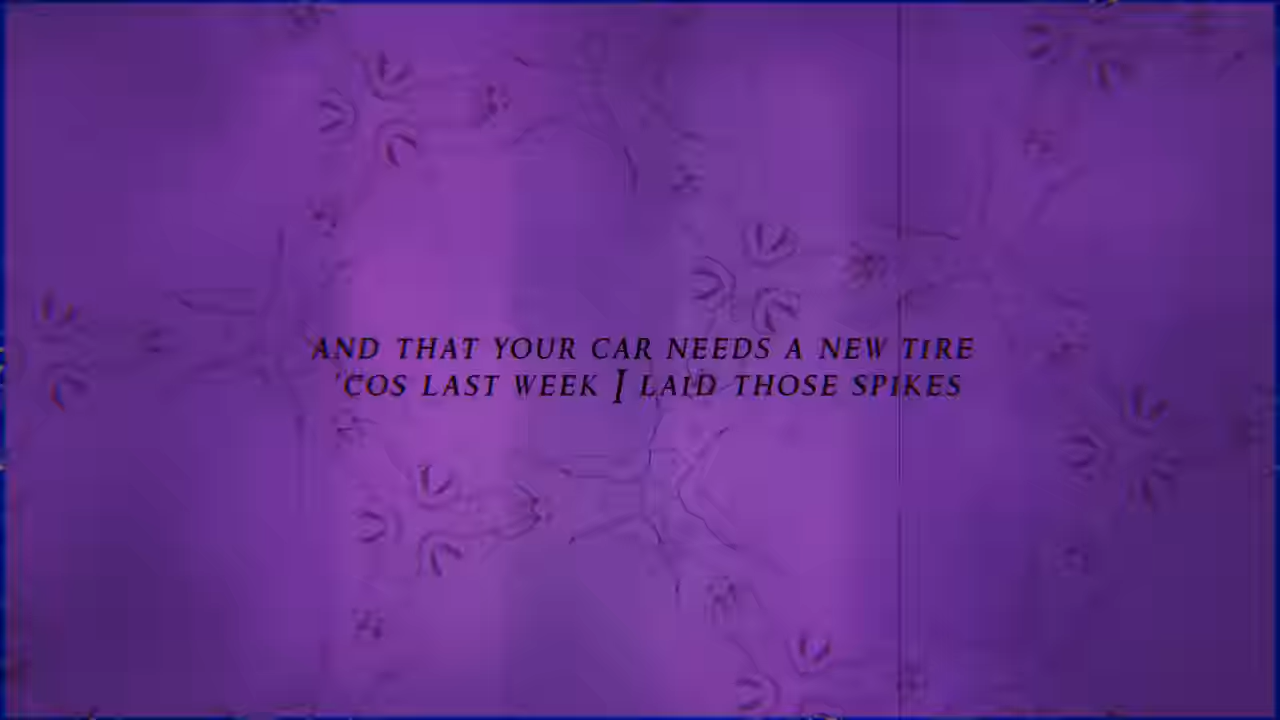 AND THAT YOUR CAR NEEDS A NEW TIRE
'COS LAST WEEK I LAID THOSE SPIKES